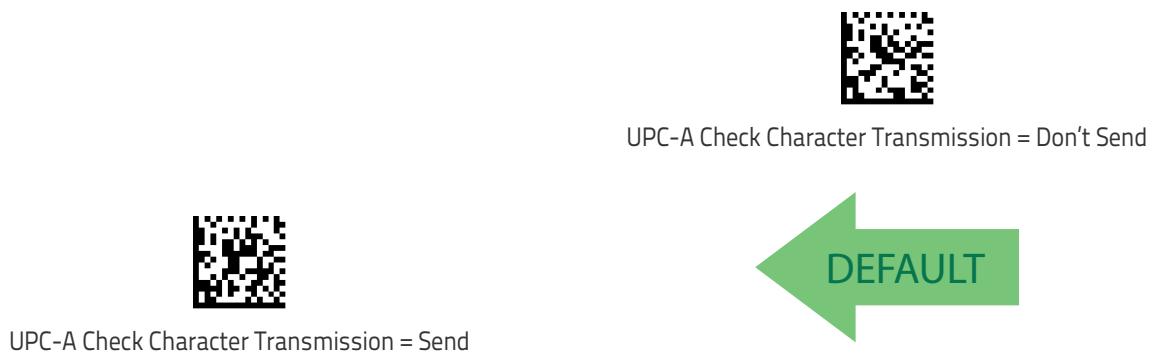 UPC-A Check Character Transmission = Don't Send
DEFAULT
UPC-A Check Character Transmission = Send